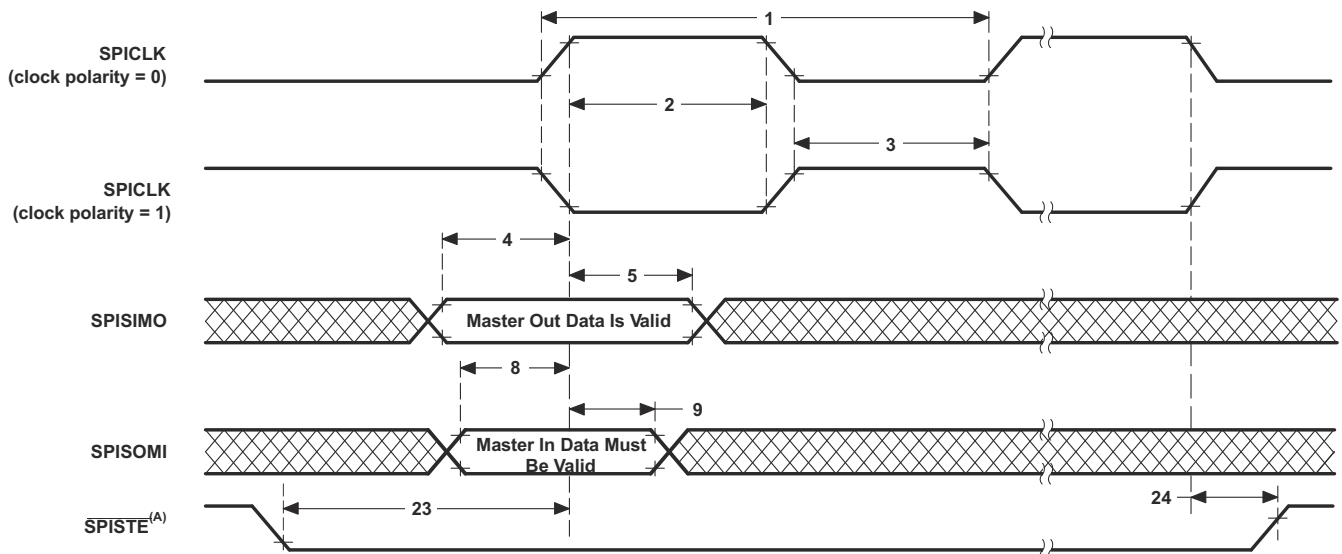 1
SPICLK
(clock polarity = 0)
2
3
SPICLK
(clock polarity = 1)
4
5
SPISIMO
Master Out Data Is Valid
8
9
SPISOMI
Master In Data Must
Be Valid
23
24
SPISTE(A)